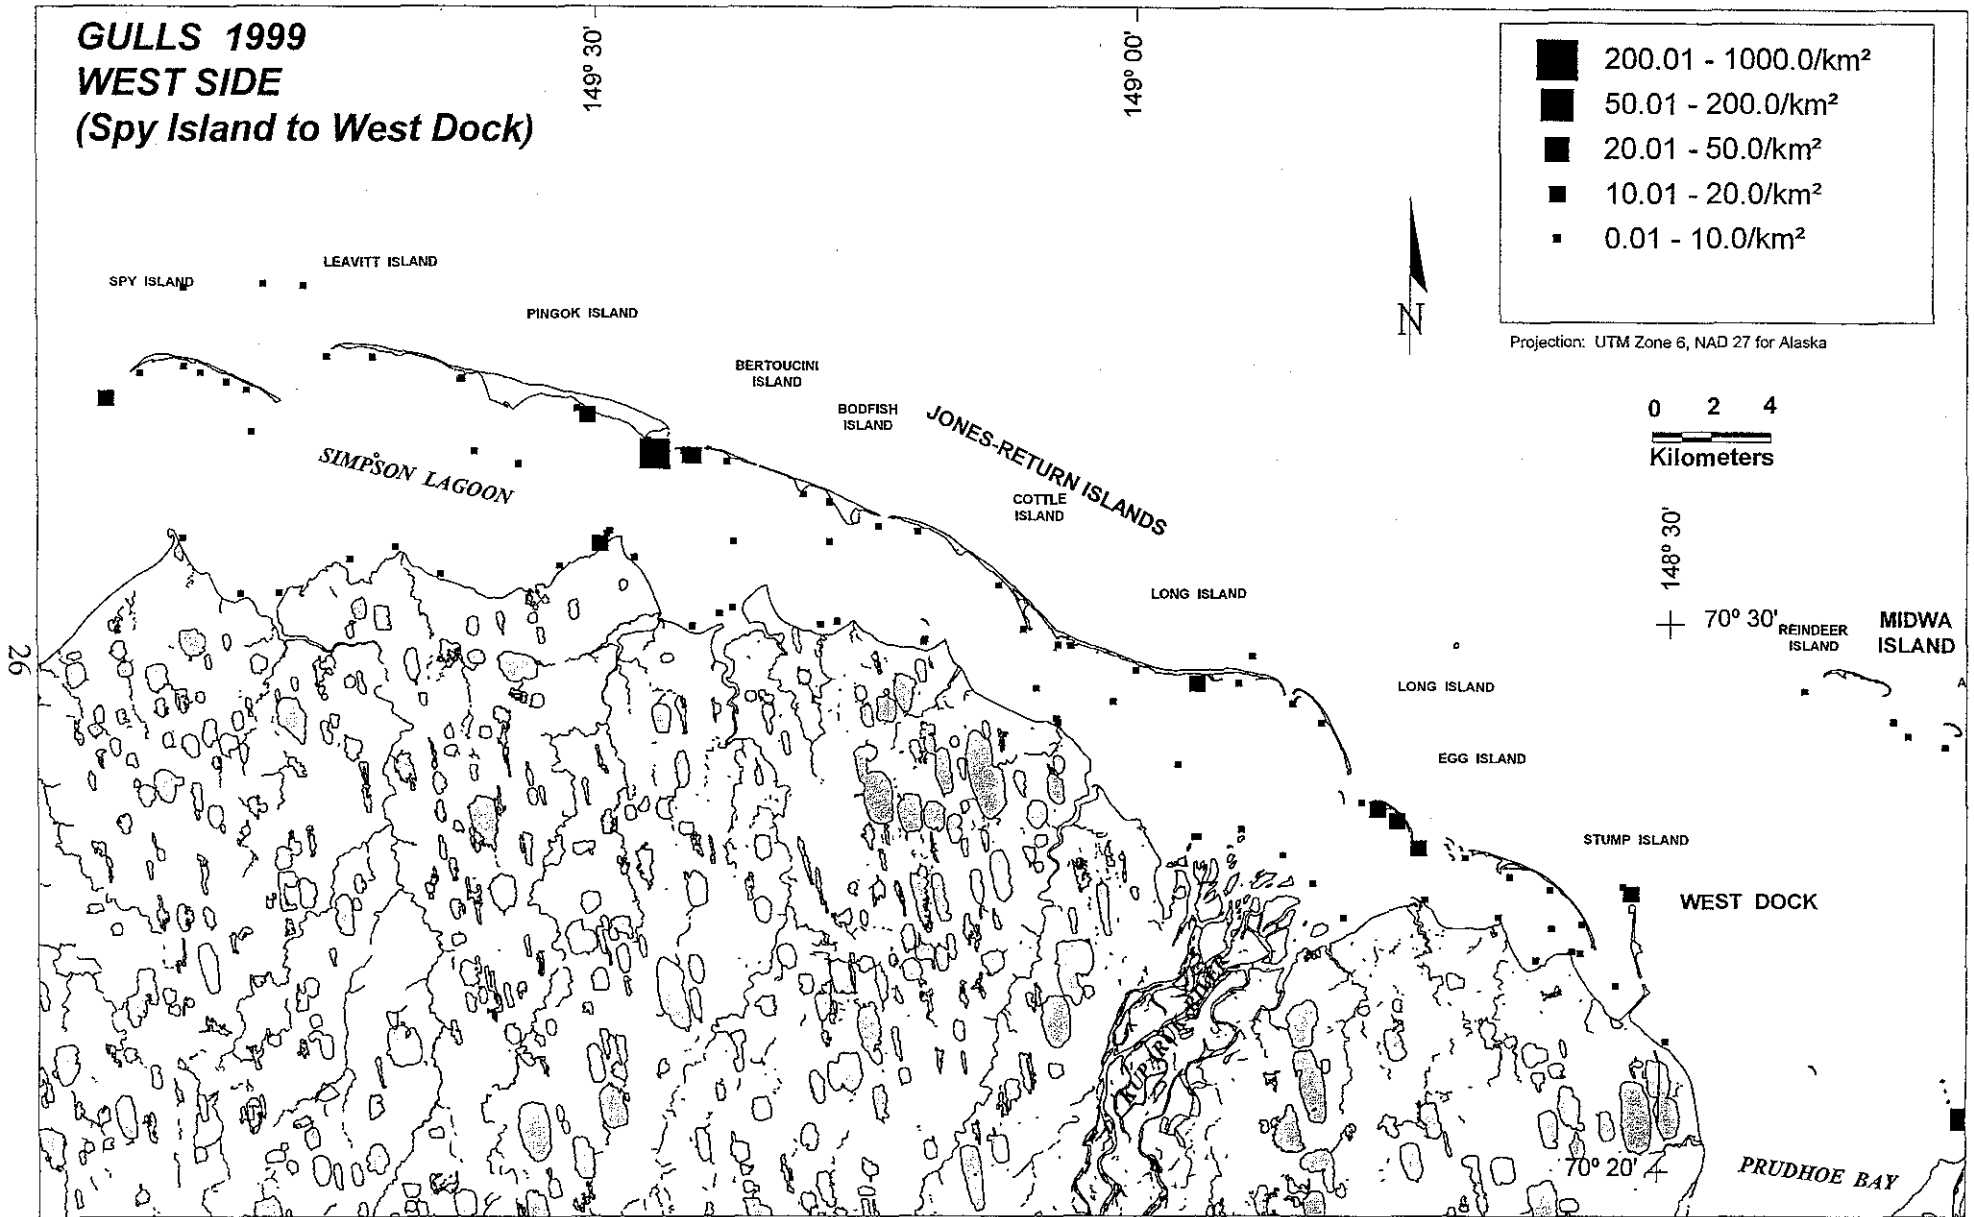 GULLS 1999
WEST SIDE
(Spy Island to West Dock)
149° 30'
149° 00'
200.01 - 1000.0/km²
50.01 - 200.0/km²
20.01 - 50.0/km²
10.01 - 20.0/km²
0.01 - 10.0/km²
Projection: UTM Zone 6, NAD 27 for Alaska
N
0 2 4
Kilometers
SPY ISLAND
LEAVITT ISLAND
PINGOK ISLAND
BERTOUCINI
ISLAND
BODFISH
ISLAND
JONES-RETURN ISLANDS
COTTLE
ISLAND
SIMPSON LAGOON
LONG ISLAND
148° 30'
70° 30'
REINDEER
ISLAND
MIDWA
ISLAND
A
LONG ISLAND
EGG ISLAND
STUMP ISLAND
WEST DOCK
KUPARUK RIVER
70° 20'
PRUDHOE BAY
26